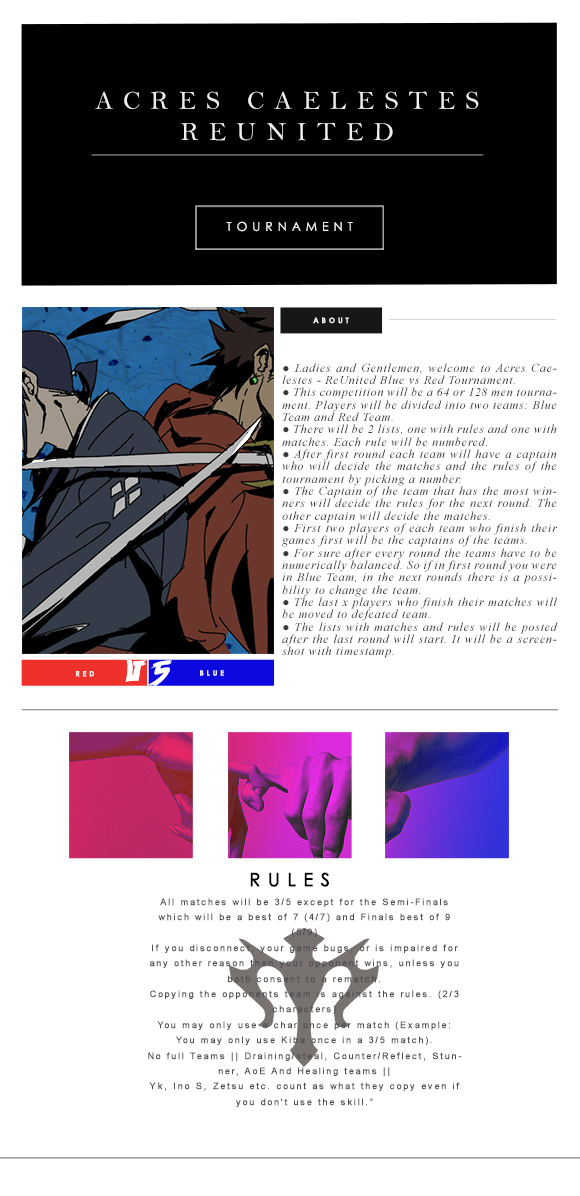 ACRES CAELESTES
REUNITED
TOURNAMENT
ABOUT
● Ladies and Gentlemen, welcome to Acres Cae-
lestes - ReUnited Blue vs Red Tournament.
● This competition will be a 64 or 128 men tourna-
ment. Players will be divided into two teams: Blue
Team and Red Team.
● There will be 2 lists, one with rules and one with
matches. Each rule will be numbered.
● After first round each team will have a captain
who will decide the matches and the rules of the
tournament by picking a number.
● The Captain of the team that has the most win-
ners will decide the rules for the next round. The
other captain will decide the matches.
● First two players of each team who finish their
games first will be the captains of the teams.
● For sure after every round the teams have to be
numerically balanced. So if in first round you were
in Blue Team, in the next rounds there is a possi-
bility to change the team.
● The last x players who finish their matches will
be moved to defeated team.
● The lists with matches and rules will be posted
after the last round will start. It will be a screen-
shot with timestamp.
RED
BLUE
RULES
All matches will be 3/5 except for the Semi-Finals
which will be a best of 7 (4/7) and Finals best of 9
(5/9)
If you disconnect, your game bugs, or is impaired for
any other reason then your opponent wins, unless you
both consent to a rematch.
Copying the opponents team is against the rules. (2/3
characters)
You may only use a char once per match (Example:
You may only use Kiba once in a 3/5 match).
No full Teams || Draining/steal, Counter/Reflect, Stun-
ner, AoE And Healing teams ||
Yk, Ino S, Zetsu etc. count as what they copy even if
you don't use the skill."